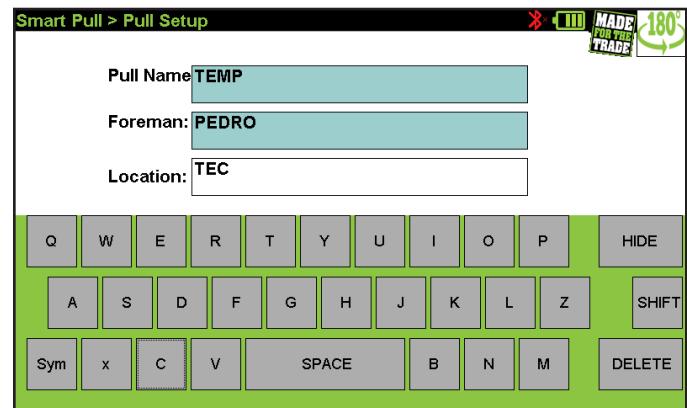 Smart Pull > Pull Setup
MADE
FOR THE
TRADE
180°
Pull Name TEMP
Foreman: PEDRO
Location: TEC
Q W E R T Y U I O P HIDE
A S D F G H J K L Z SHIFT
Sym x C V SPACE B N M DELETE